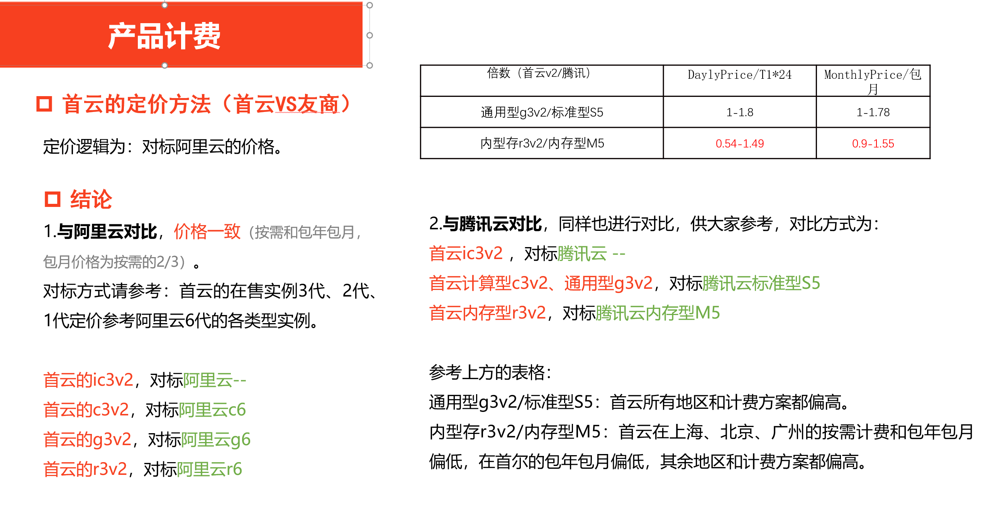 产品计费
首云的定价方法（首云VS友商）
定价逻辑为：对标阿里云的价格。
结论
1.与阿里云对比，价格一致（按需和包年包月，
包月价格为按需的2/3）。
对标方式请参考：首云的在售实例3代、2代、
1代定价参考阿里云6代的各类型实例。
首云的ic3v2，对标阿里云--
首云的c3v2，对标阿里云c6
首云的g3v2，对标阿里云g6
首云的r3v2，对标阿里云r6
倍数（首云v2/腾讯） DaylyPrice/T1*24 MonthlyPrice/包
月
通用型g3v2/标准型S5 1-1.8 1-1.78
内型存r3v2/内存型M5 0.54-1.49 0.9-1.55
2.与腾讯云对比，同样也进行对比，供大家参考，对比方式为：
首云ic3v2 ，对标腾讯云 --
首云计算型c3v2、通用型g3v2，对标腾讯云标准型S5
首云内存型r3v2，对标腾讯云内存型M5
参考上方的表格：
通用型g3v2/标准型S5：首云所有地区和计费方案都偏高。
内型存r3v2/内存型M5：首云在上海、北京、广州的按需计费和包年包月
偏低，在首尔的包年包月偏低，其余地区和计费方案都偏高。